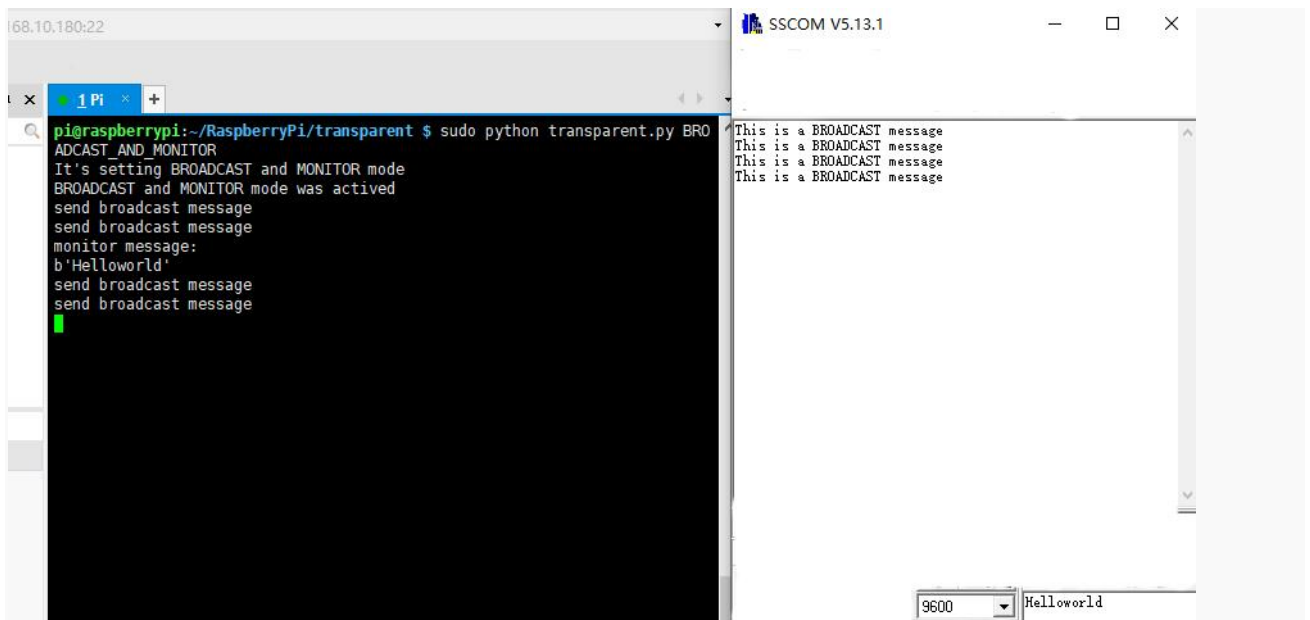 168.10.180:22
1 Pi
pi@raspberrypi:~/RaspberryPi/transparent $ sudo python transparent.py BRO
ADCAST_AND_MONITOR
It's setting BROADCAST and MONITOR mode
BROADCAST and MONITOR mode was actived
send broadcast message
send broadcast message
monitor message:
b'Helloworld'
send broadcast message
send broadcast message
SSCOM V5.13.1
This is a BROADCAST message
This is a BROADCAST message
This is a BROADCAST message
This is a BROADCAST message
9600
Helloworld